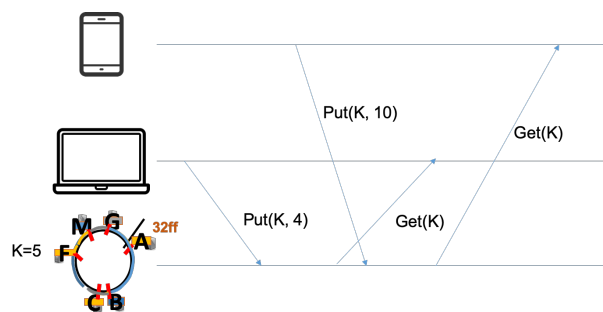 Put(K, 10)
Get(K)
Put(K, 4)
Get(K)
M
G
32ff
A
K=5
F
C
B